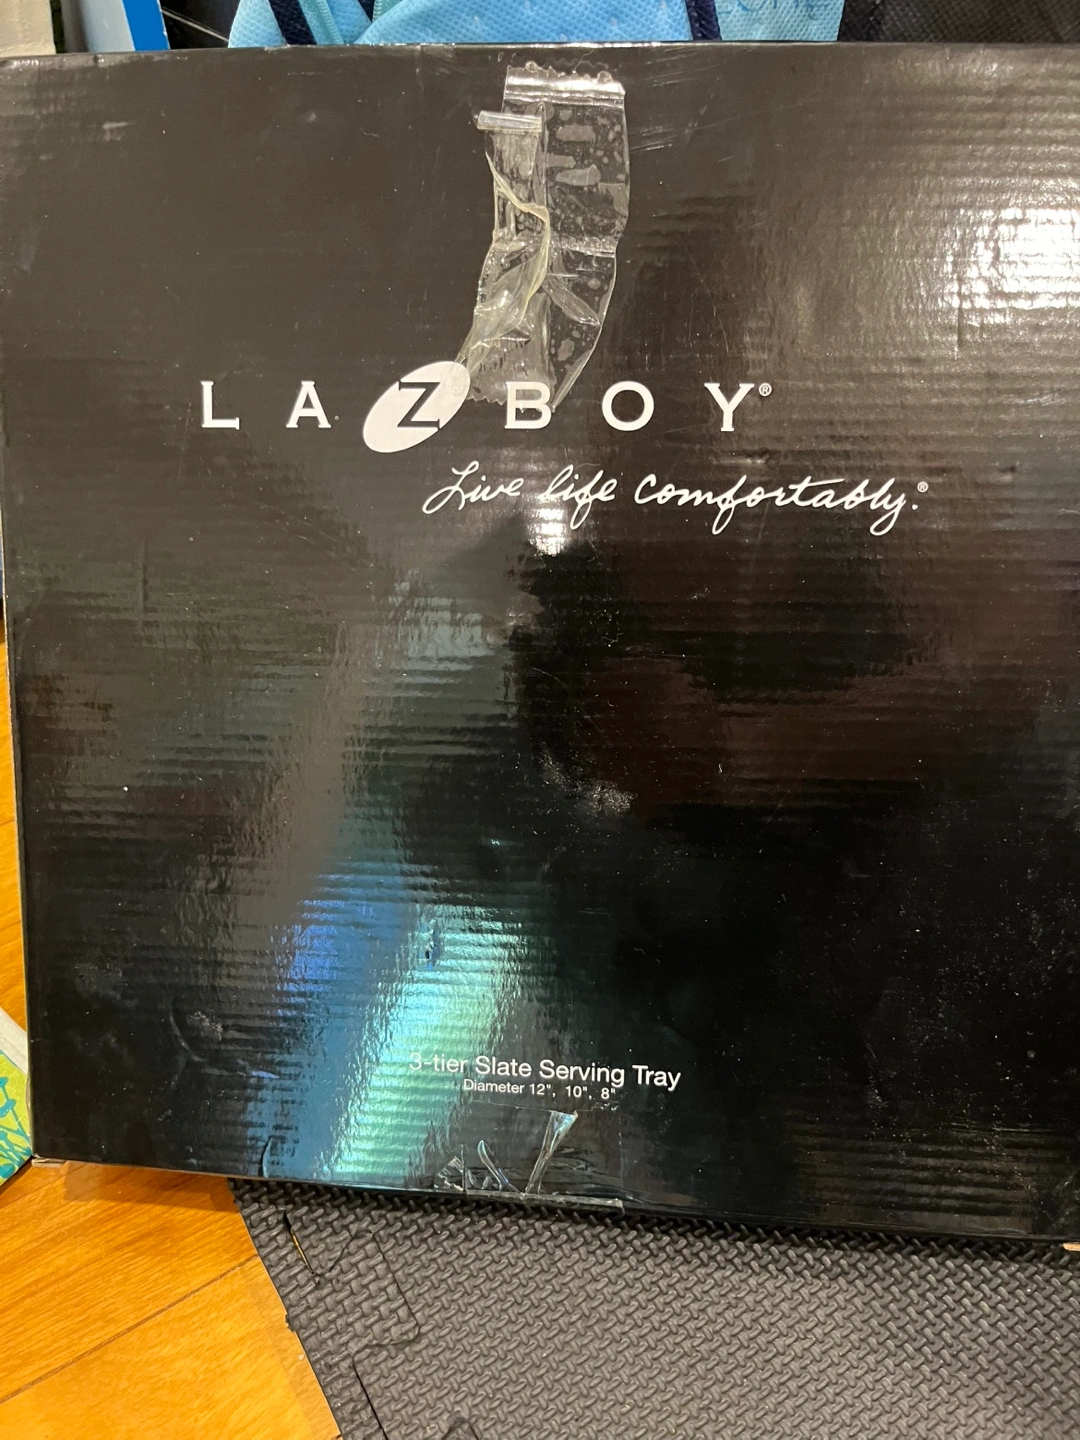 LAZBOY®
Live life comfortably.®
3-tier Slate Serving Tray
Diameter 12", 10", 8"